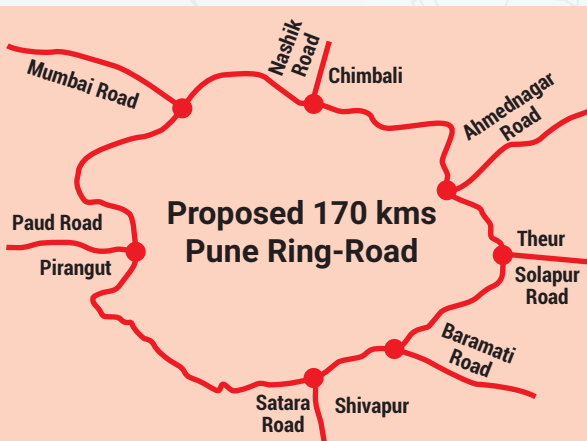 Mumbai Road
Nashik
Road
Chimbali
Ahmednagar
Road
Proposed 170 kms
Pune Ring-Road
Paud Road
Pirangut
Theur
Solapur
Road
Baramati
Road
Satara
Road
Shivapur